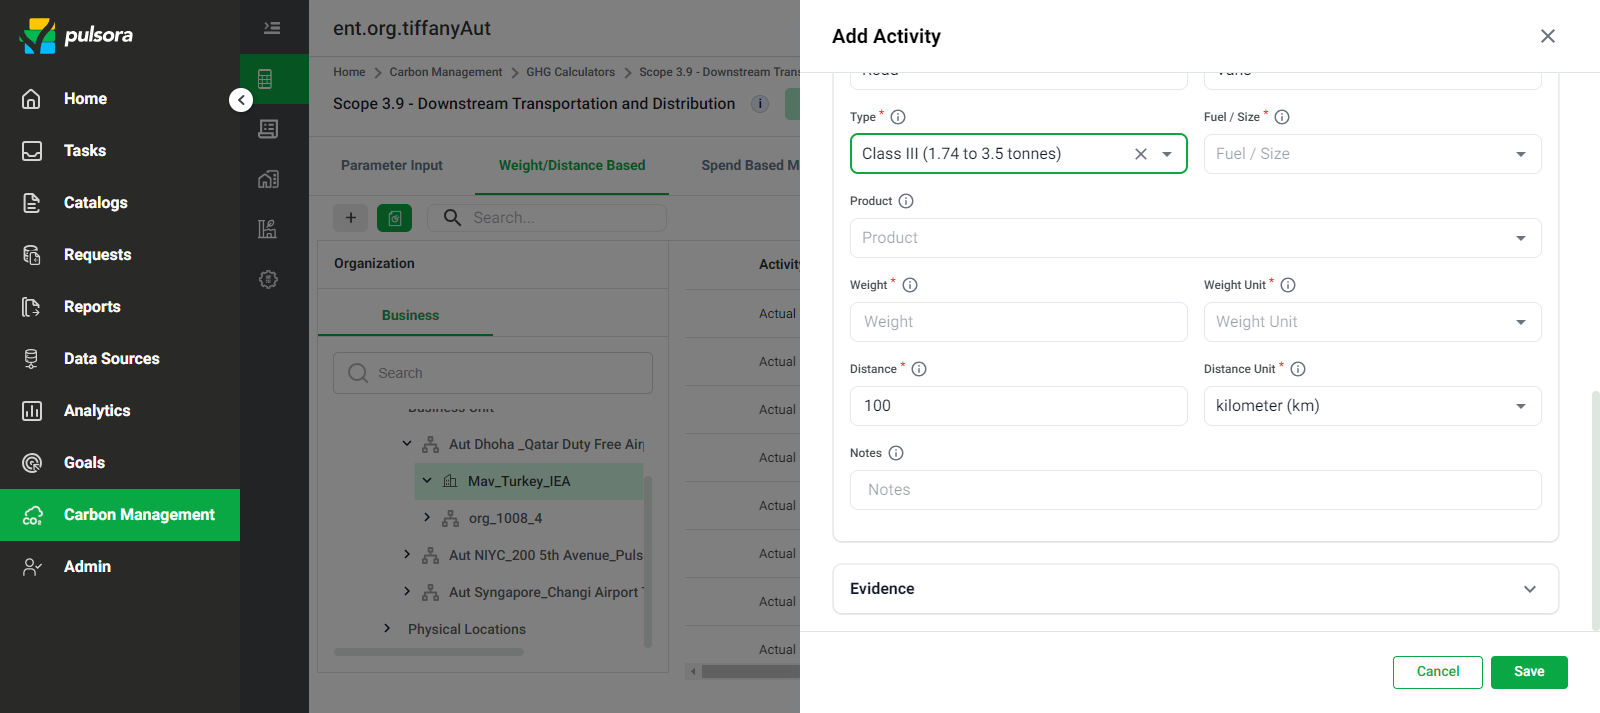 pulsora
Home
Tasks
Catalogs
Requests
Reports
Data Sources
Analytics
Goals
Carbon Management
Admin
ent.org.tiffanyAut
Home > Carbon Management > GHG Calculators > Scope 3.9 - Downstream Trans
Scope 3.9 - Downstream Transportation and Distribution
Parameter Input
Weight/Distance Based
Spend Based M
Search...
Organization
Business
Search
Business Unit
Aut Dhoha _Qatar Duty Free Air
Mav_Turkey_IEA
org_1008_4
Aut NIYC_200 5th Avenue_Puls
Aut Syngapore_Changi Airport
Physical Locations
Activity
Actual
Actual
Actual
Actual
Actual
Actual
Actual
Actual
Add Activity
Road
Vans
Type *
Fuel / Size *
Class III (1.74 to 3.5 tonnes)
Fuel / Size
Product
Product
Weight *
Weight Unit *
Weight
Weight Unit
Distance *
Distance Unit *
100
kilometer (km)
Notes
Notes
Evidence
Cancel
Save